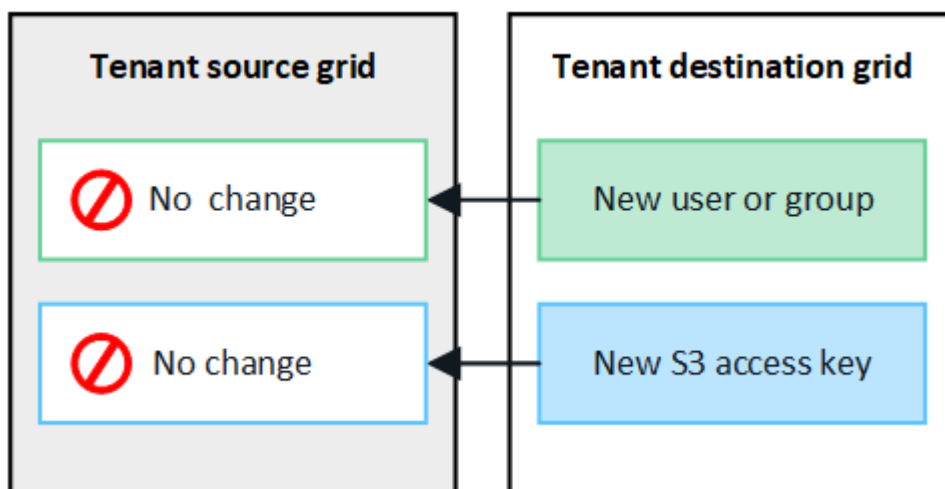 Tenant source grid
No change
No change
Tenant destination grid
New user or group
New S3 access key